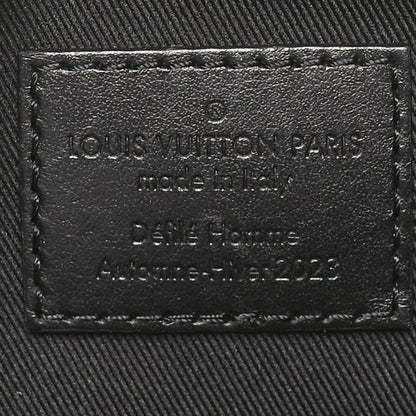 ®
LOUIS VUITTON PARIS
made in Italy
Défilé Homme
Automne-Hiver 2023